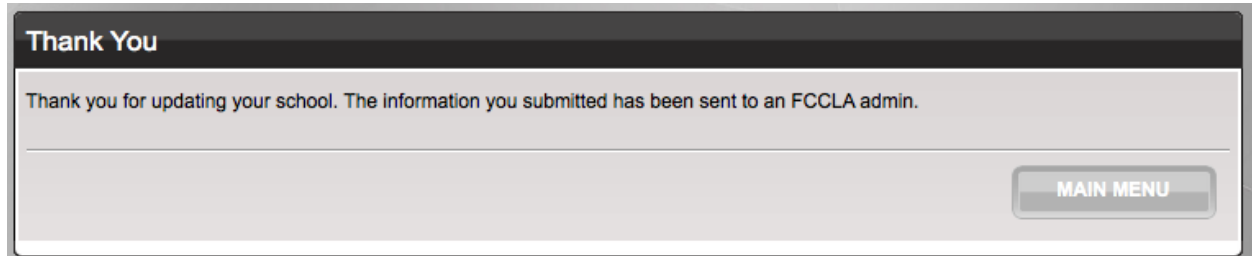 Thank You
Thank you for updating your school. The information you submitted has been sent to an FCCLA admin.
MAIN MENU